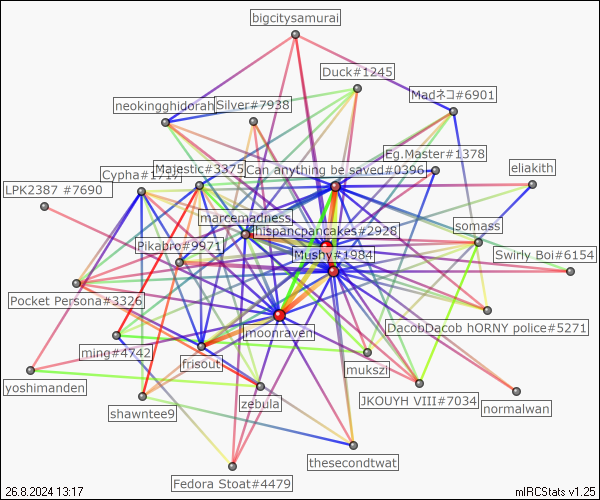 bigcitysamurai
Duck#1245
Madネコ#6901
neokingghidorah
Silver#7938
Eg.Master#1378
Majestic#3375
Can anything be saved#0396
eliakith
Cypha#1717
LPK2387 #7690
marcemadness
hispancpancakes#2928
somass
Pikabro#9971
Mushy#1984
Swirly Boi#6154
Pocket Persona#3326
moonraven
DacobDacob hORNY police#5271
ming#4742
frisout
mukszi
yoshimanden
shawntee9
zebula
JKOUYH VIII#7034
normalwan
thesecondtwat
Fedora Stoat#4479
26.8.2024 13:17
mIRCStats v1.25